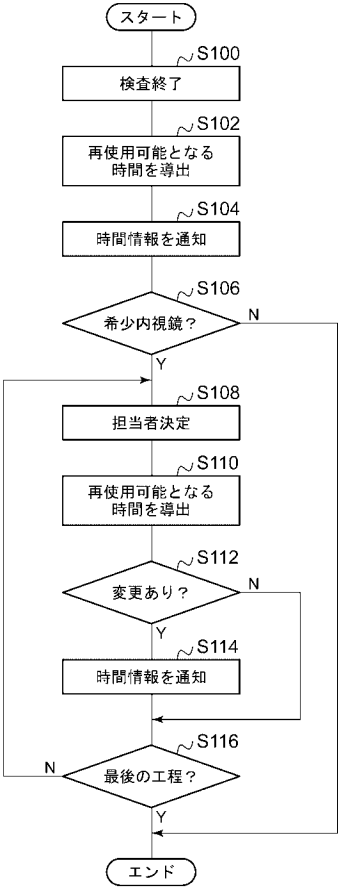 スタート
S100
検査終了
S102
再使用可能となる
時間を導出
S104
時間情報を通知
S106
希少内視鏡？
N
Y
S108
担当者決定
S110
再使用可能となる
時間を導出
S112
変更あり？
N
Y
S114
時間情報を通知
S116
最後の工程？
N
Y
エンド